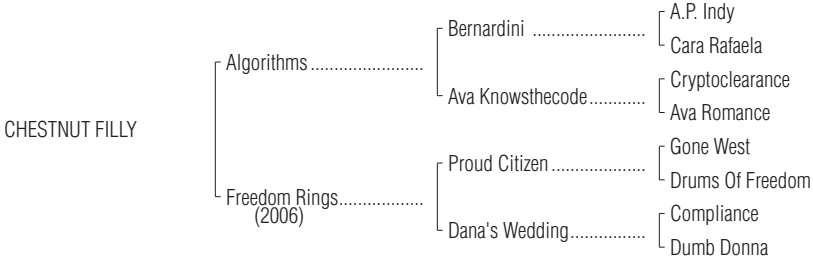 A.P. Indy
Bernardini ........................
Cara Rafaela
Algorithms ........................
Cryptoclearance
Ava Knowsthecode............
Ava Romance
CHESTNUT FILLY
Gone West
Proud Citizen ....................
Drums Of Freedom
Freedom Rings..................
(2006)
Compliance
Dana's Wedding................
Dumb Donna